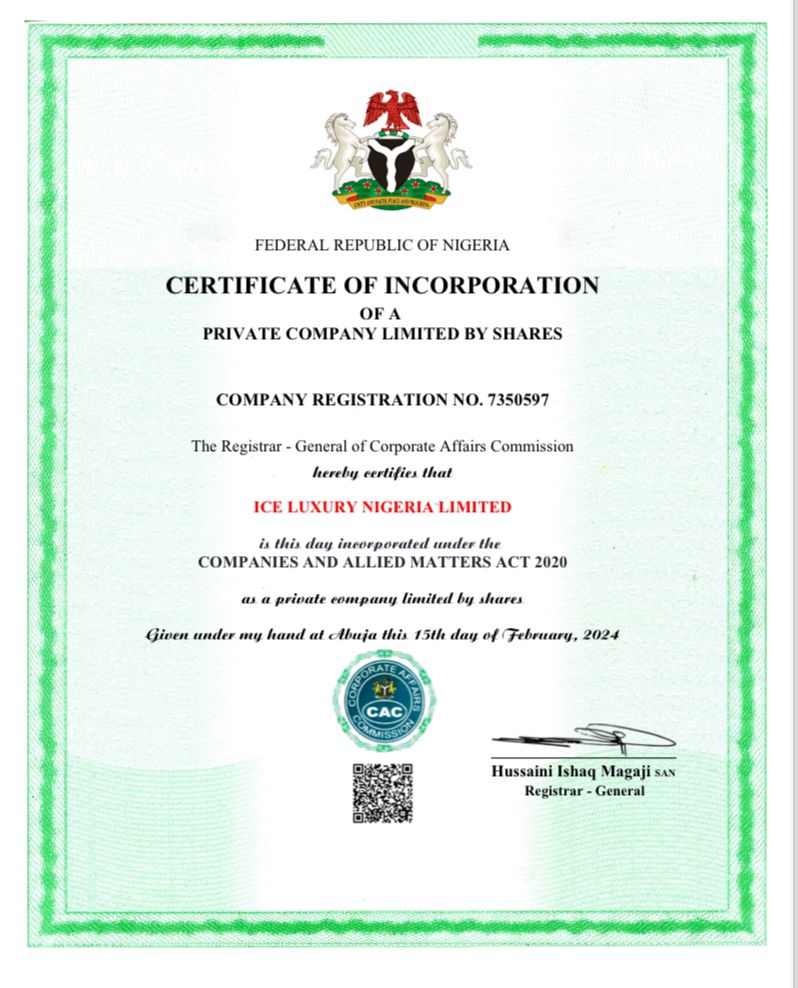 UNITY AND FAITH, PEACE AND PROGRESS
FEDERAL REPUBLIC OF NIGERIA
CERTIFICATE OF INCORPORATION
OF A
PRIVATE COMPANY LIMITED BY SHARES
COMPANY REGISTRATION NO. 7350597
The Registrar - General of Corporate Affairs Commission
hereby certifies that
ICE LUXURY NIGERIA LIMITED
is this day incorporated under the
COMPANIES AND ALLIED MATTERS ACT 2020
as a private company limited by shares
Given under my hand at Abuja this 15th day of February, 2024
CORPORATE AFFAIRS
CAC
COMMISSION
Hussaini Ishaq Magaji SAN
Registrar - General